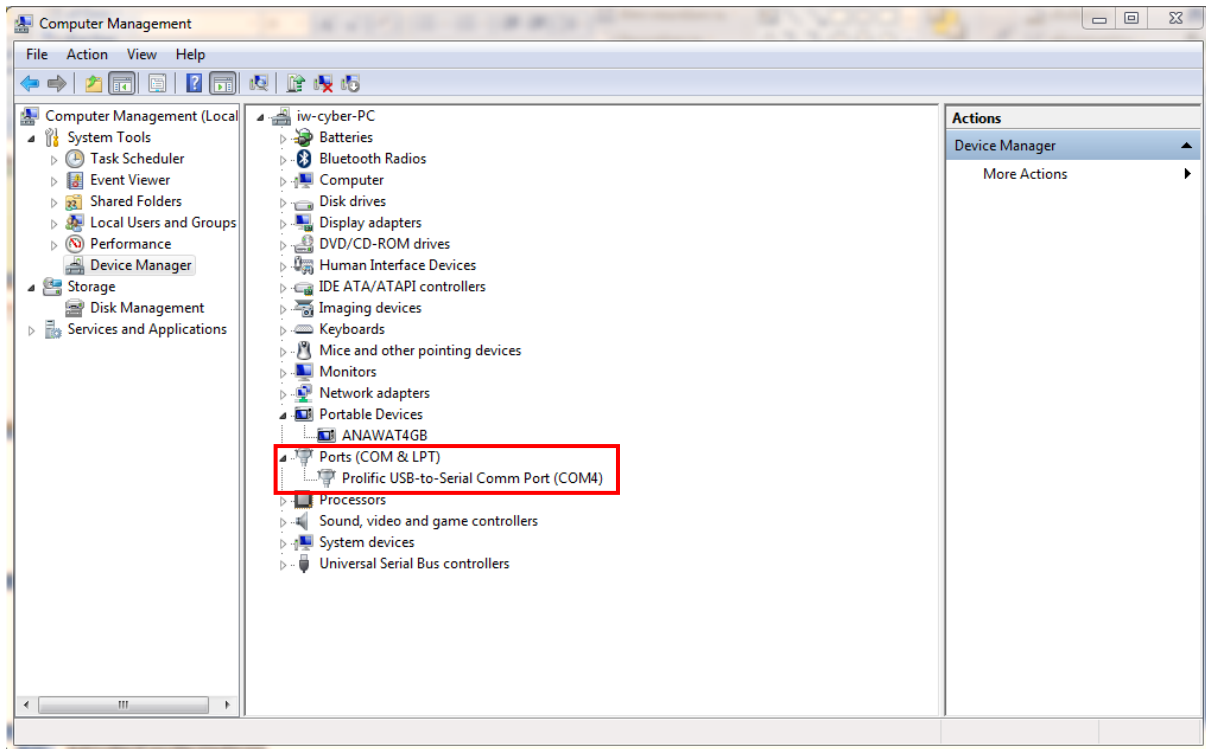 Computer Management
File Action View Help
Computer Management (Local
System Tools
Task Scheduler
Event Viewer
Shared Folders
Local Users and Groups
Performance
Device Manager
Storage
Disk Management
Services and Applications
iw-cyber-PC
Batteries
Bluetooth Radios
Computer
Disk drives
Display adapters
DVD/CD-ROM drives
Human Interface Devices
IDE ATA/ATAPI controllers
Imaging devices
Keyboards
Mice and other pointing devices
Monitors
Network adapters
Portable Devices
ANAWAT4GB
Ports (COM & LPT)
Prolific USB-to-Serial Comm Port (COM4)
Processors
Sound, video and game controllers
System devices
Universal Serial Bus controllers
Actions
Device Manager
More Actions